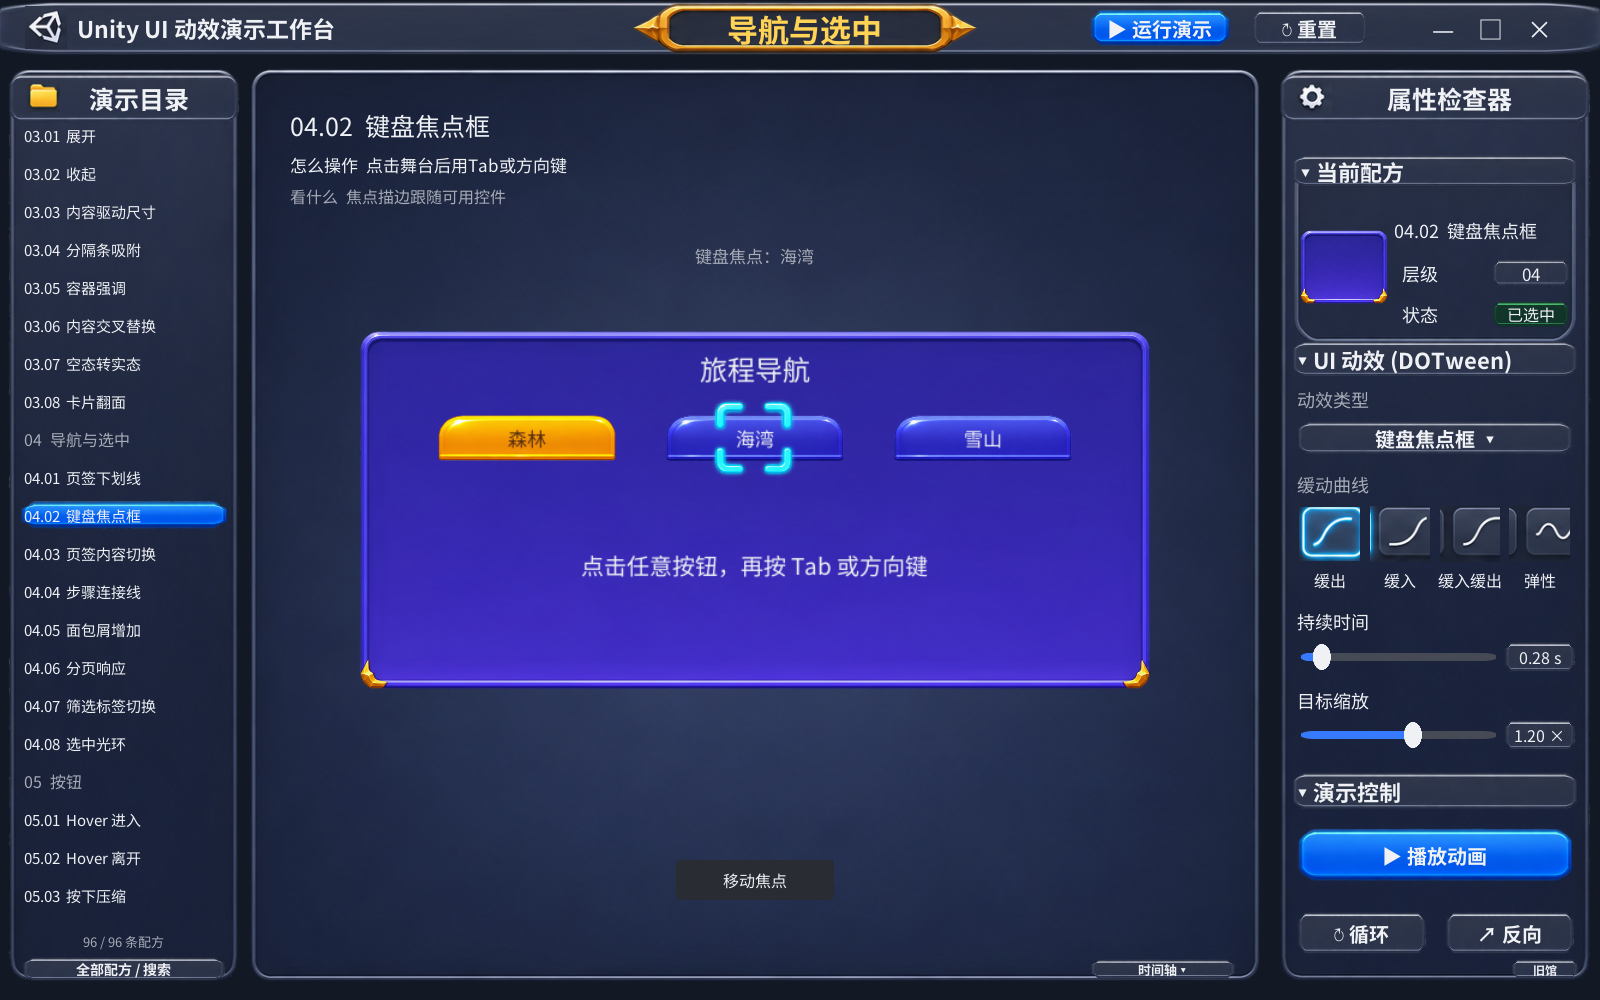 Unity UI 动效演示工作台
导航与选中
▶ 运行演示
重置
演示目录
03.01 展开
03.02 收起
03.03 内容驱动尺寸
03.04 分隔条吸附
03.05 容器强调
03.06 内容交叉替换
03.07 空态转实态
03.08 卡片翻面
04 导航与选中
04.01 页签下划线
04.02 键盘焦点框
04.03 页签内容切换
04.04 步骤连接线
04.05 面包屑增加
04.06 分页响应
04.07 筛选标签切换
04.08 选中光环
05 按钮
05.01 Hover 进入
05.02 Hover 离开
05.03 按下压缩
96 / 96 条配方
全部配方 / 搜索
04.02 键盘焦点框
怎么操作 点击舞台后用Tab或方向键
看什么 焦点描边跟随可用控件
键盘焦点：海湾
旅程导航
森林
海湾
雪山
点击任意按钮，再按 Tab 或方向键
移动焦点
时间轴 ▾
属性检查器
▾ 当前配方
04.02 键盘焦点框
层级 04
状态 已选中
▾ UI 动效 (DOTween)
动效类型
键盘焦点框 ▾
缓动曲线
缓出 缓入 缓入缓出 弹性
持续时间
0.28 s
目标缩放
1.20 ×
▾ 演示控制
▶ 播放动画
循环
↗ 反向
旧馆